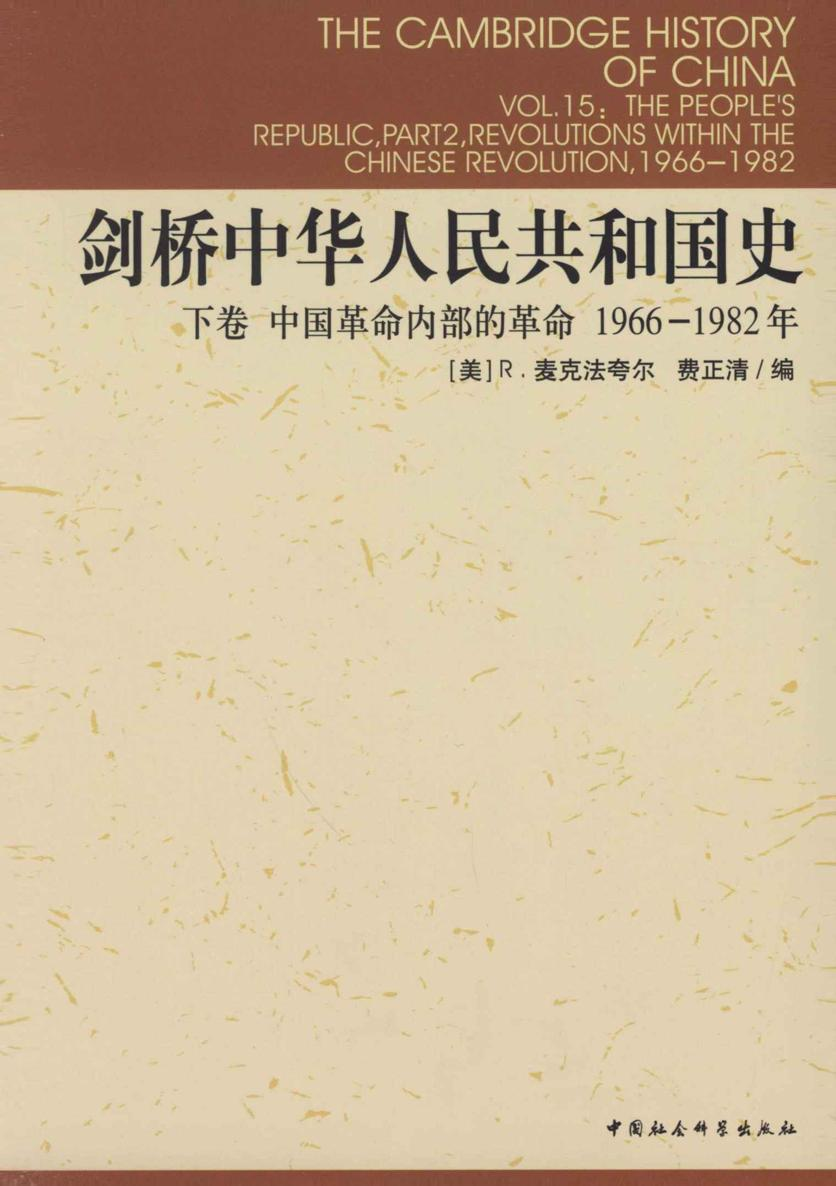 THE CAMBRIDGE HISTORY
OF CHINA
VOL.15：THE PEOPLE'S
REPUBLIC,PART2,REVOLUTIONS WITHIN THE
CHINESE REVOLUTION,1966–1982
剑桥中华人民共和国史
下卷 中国革命内部的革命 1966–1982年
[美]R.麦克法夸尔 费正清/编
中国社会科学出版社